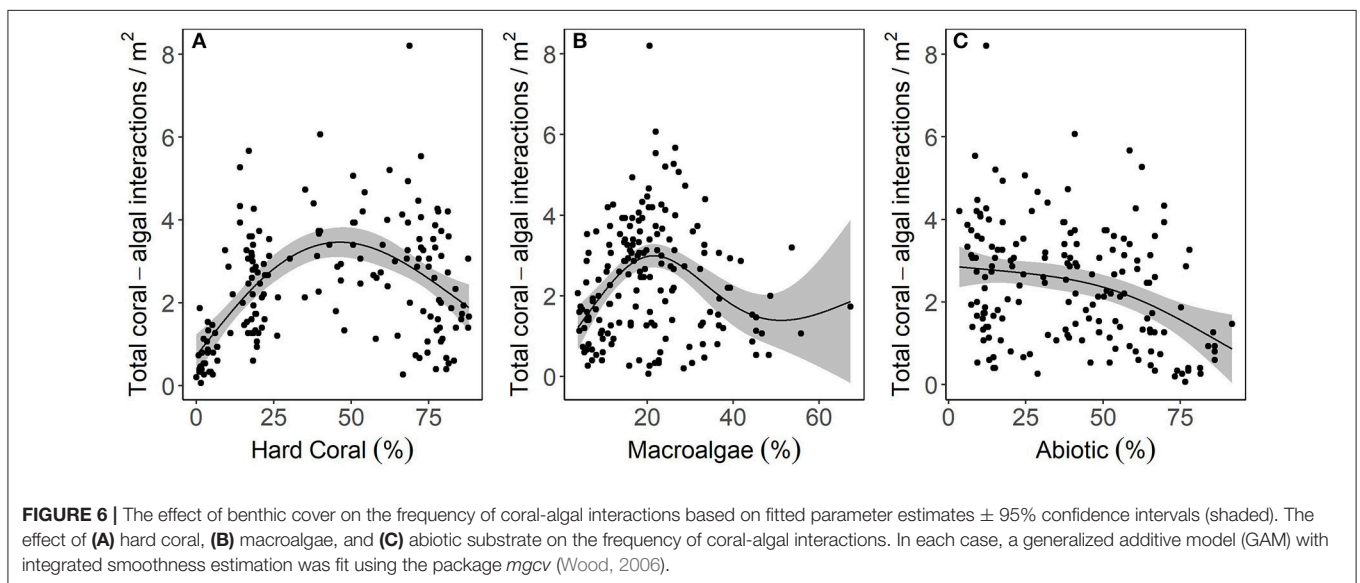 A
B
C
Total coral – algal interactions / m²
8
6
4
2
0
0 25 50 75
Hard Coral (%)
Total coral – algal interactions / m²
8
6
4
2
0
20 40 60
Macroalgae (%)
Total coral – algal interactions / m²
8
6
4
2
0
0 25 50 75
Abiotic (%)
FIGURE 6 | The effect of benthic cover on the frequency of coral-algal interactions based on fitted parameter estimates ± 95% confidence intervals (shaded). The
effect of (A) hard coral, (B) macroalgae, and (C) abiotic substrate on the frequency of coral-algal interactions. In each case, a generalized additive model (GAM) with
integrated smoothness estimation was fit using the package mgcv (Wood, 2006).